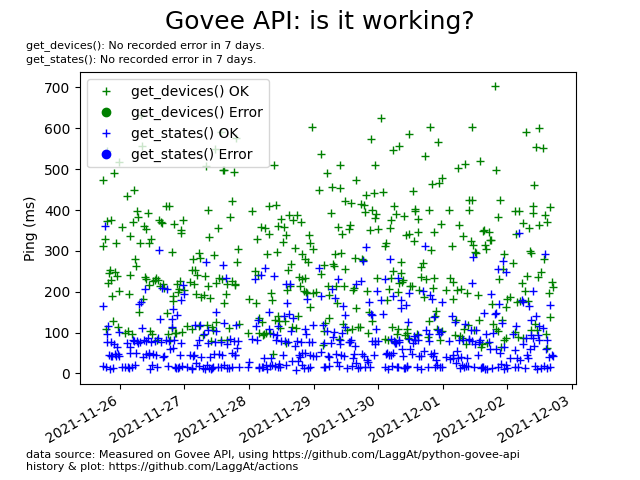 Govee API: is it working?
get_devices(): No recorded error in 7 days.
get_states(): No recorded error in 7 days.
get_devices() OK
get_devices() Error
get_states() OK
get_states() Error
Ping (ms)
700
600
500
400
300
200
100
0
2021-11-26
2021-11-27
2021-11-28
2021-11-29
2021-11-30
2021-12-01
2021-12-02
2021-12-03
data source: Measured on Govee API, using https://github.com/LaggAt/python-govee-api
history & plot: https://github.com/LaggAt/actions